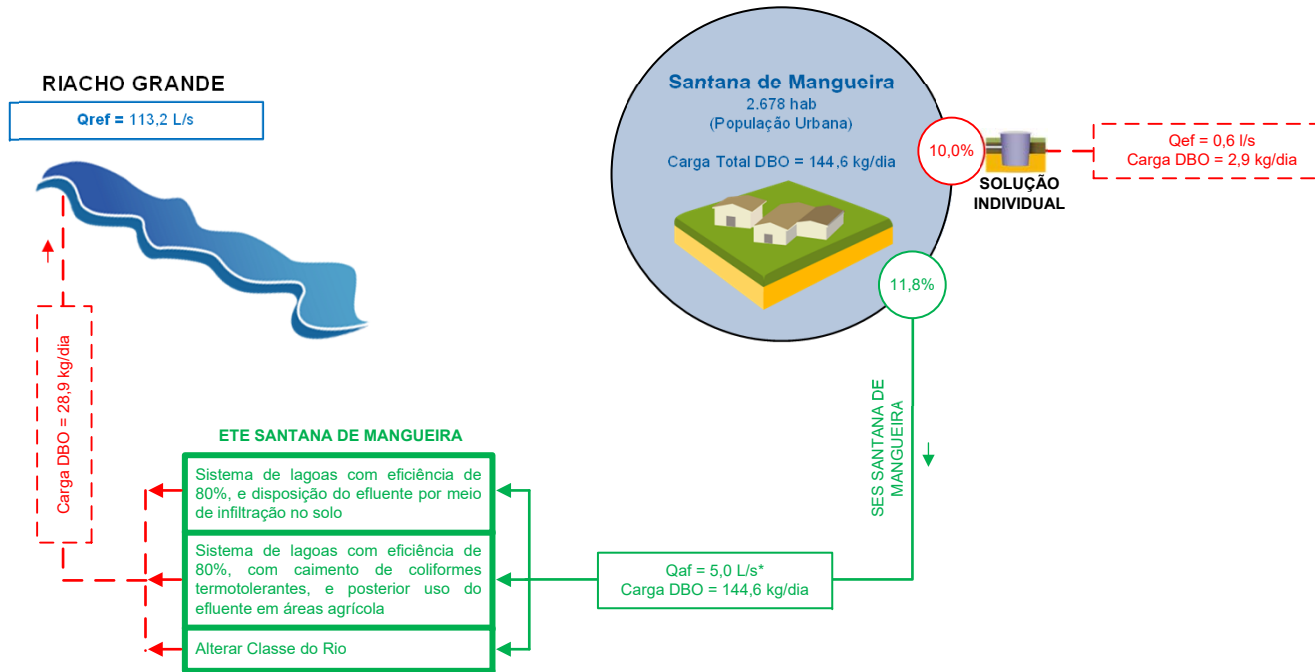 RIACHO GRANDE
Qref = 113,2 L/s
Santana de Mangueira
2.678 hab
(População Urbana)
Carga Total DBO = 144,6 kg/dia
10,0%
SOLUÇÃO
INDIVIDUAL
Qef = 0,6 l/s
Carga DBO = 2,9 kg/dia
11,8%
SES SANTANA DE
MANGUEIRA
Carga DBO = 28,9 kg/dia
ETE SANTANA DE MANGUEIRA
Sistema de lagoas com eficiência de
80%, e disposição do efluente por meio
de infiltração no solo
Sistema de lagoas com eficiência de
80%, com caimento de coliformes
termotolerantes, e posterior uso do
efluente em áreas agrícola
Alterar Classe do Rio
Qaf = 5,0 L/s*
Carga DBO = 144,6 kg/dia